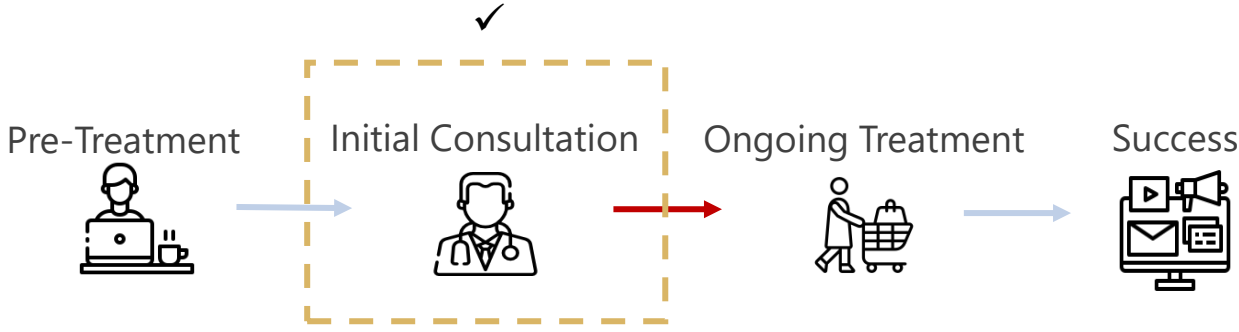 Pre-Treatment
Initial Consultation
Ongoing Treatment
Success